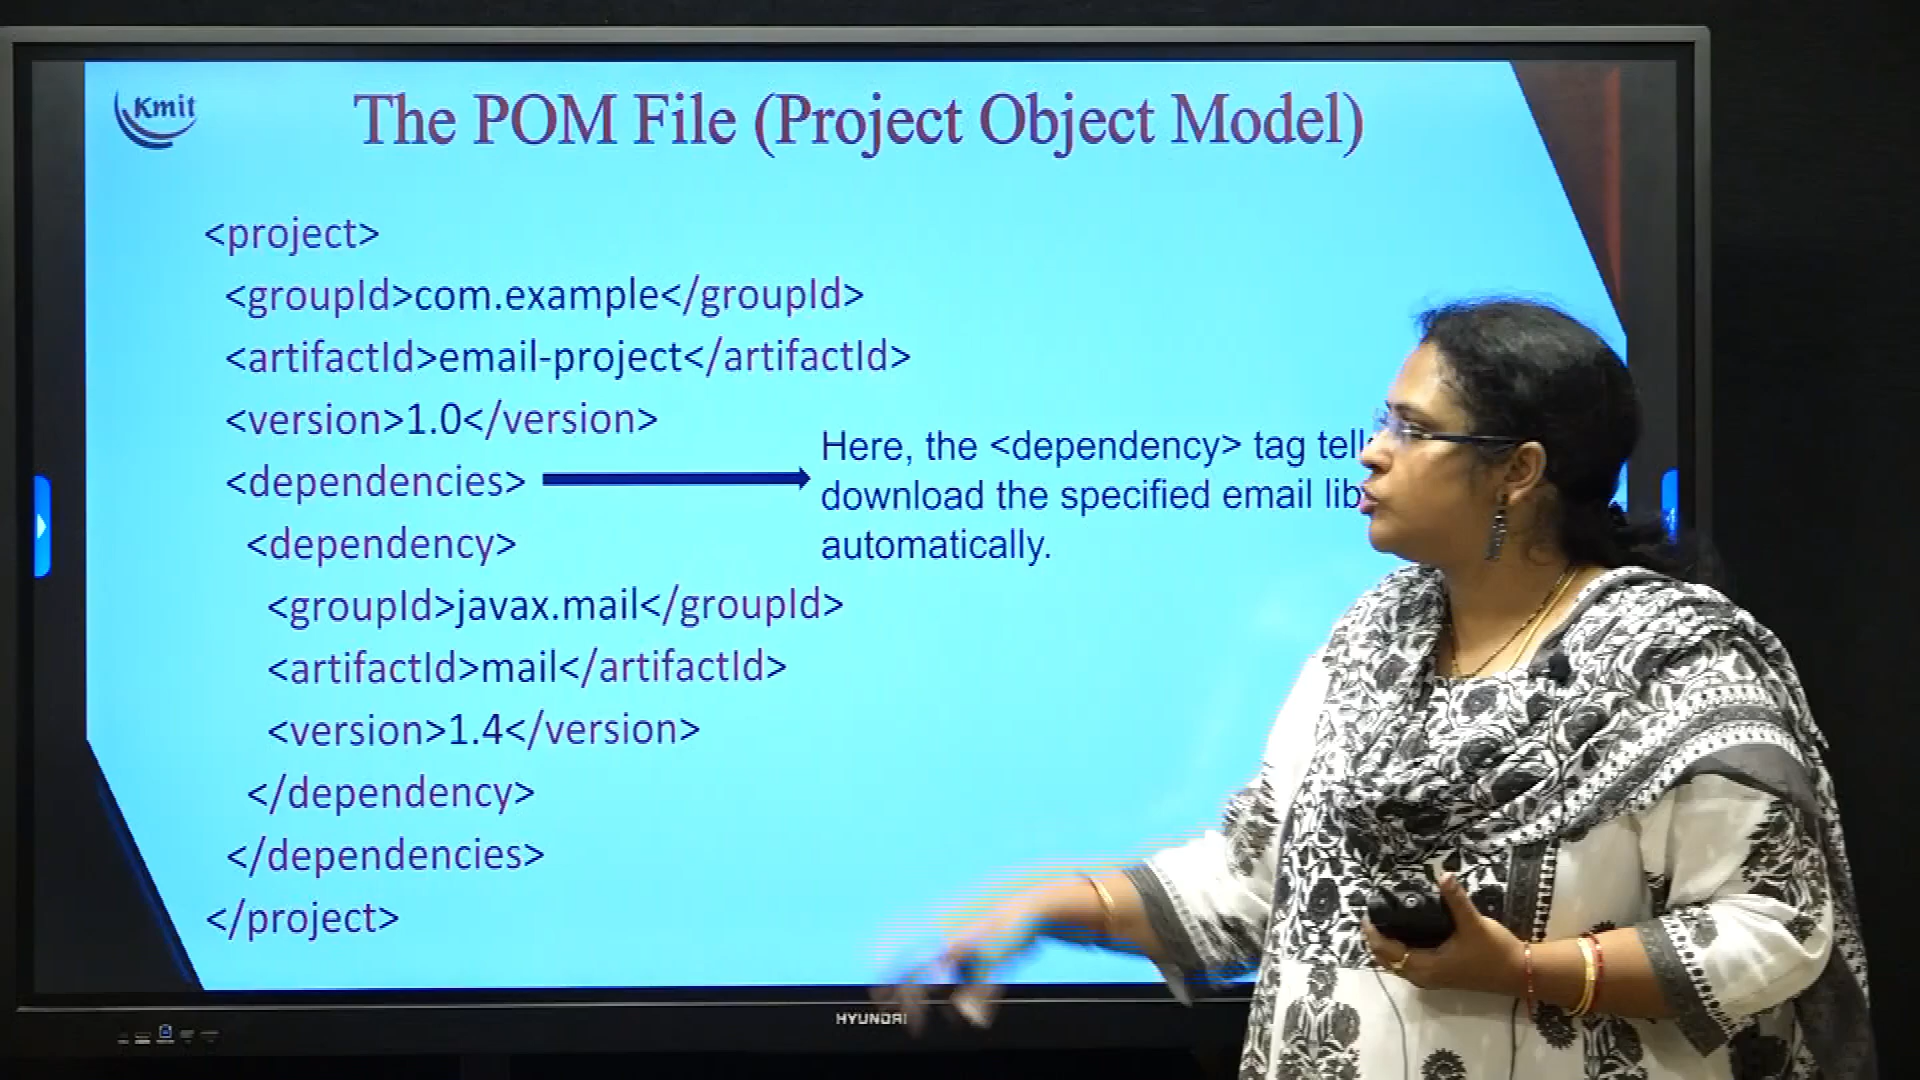 Kmit
The POM File (Project Object Model)
<project>
<groupId>com.example</groupId>
<artifactId>email-project</artifactId>
<version>1.0</version>
<dependencies>
Here, the <dependency> tag
download the specified email
automatically.
<dependency>
<groupId>javax.mail</groupId>
<artifactId>mail</artifactId>
<version>1.4</version>
</dependency>
</dependencies>
</project>
HYUNDAI